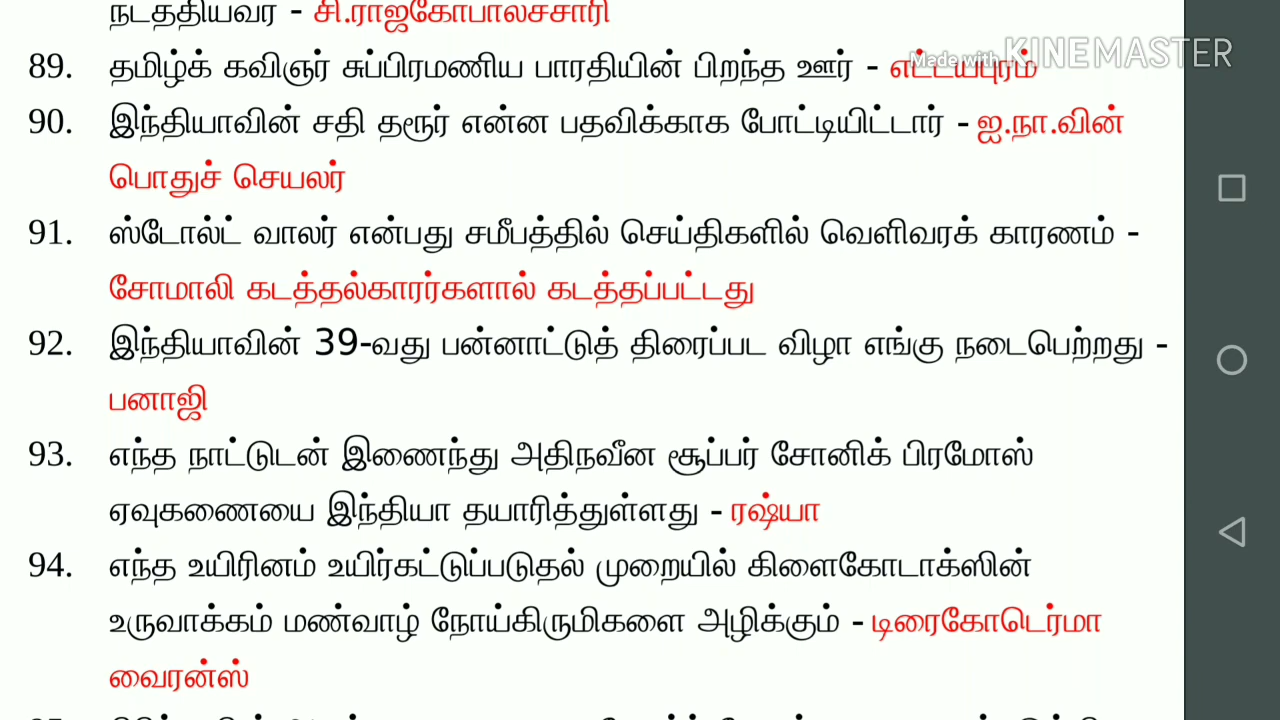 நடத்தியவர் - சி.ராஜகோபாலச்சாரி
89. தமிழ்க் கவிஞர் சுப்பிரமணிய பாரதியின் பிறந்த ஊர் - எட்டயபுரம்
Made with KINEMASTER
90. இந்தியாவின் சதி தரூர் என்ன பதவிக்காக போட்டியிட்டார் - ஐ.நா.வின்
பொதுச் செயலர்
91. ஸ்டோல்ட் வாலர் என்பது சமீபத்தில் செய்திகளில் வெளிவரக் காரணம் -
சோமாலி கடத்தல்காரர்களால் கடத்தப்பட்டது
92. இந்தியாவின் 39-வது பன்னாட்டுத் திரைப்பட விழா எங்கு நடைபெற்றது -
பனாஜி
93. எந்த நாட்டுடன் இணைந்து அதிநவீன சூப்பர் சோனிக் பிரமோஸ்
ஏவுகணையை இந்தியா தயாரித்துள்ளது - ரஷ்யா
94. எந்த உயிரினம் உயிர்கட்டுப்படுதல் முறையில் கிளைகோடாக்ஸின்
உருவாக்கம் மண்வாழ் நோய்கிருமிகளை அழிக்கும் - டிரைகோடெர்மா
வைரன்ஸ்